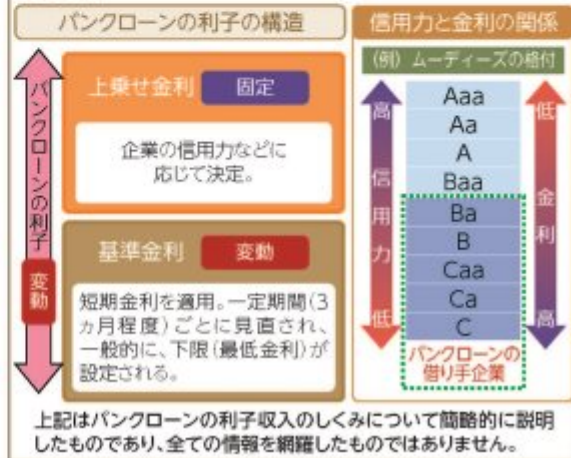 バンクローンの利子の構造
バンクローンの利子
変動
上乗せ金利 固定
企業の信用力などに
応じて決定。
基準金利 変動
短期金利を適用。一定期間(3
ヵ月程度)ごとに見直され、
一般的に、下限(最低金利)が
設定される。
信用力と金利の関係
(例) ムーディーズの格付
高 信用力 低
Aaa
Aa
A
Baa
Ba
B
Caa
Ca
C
低 金利 高
バンクローンの
借り手企業
上記はバンクローンの利子収入のしくみについて簡略的に説明
したものであり、全ての情報を網羅したものではありません。